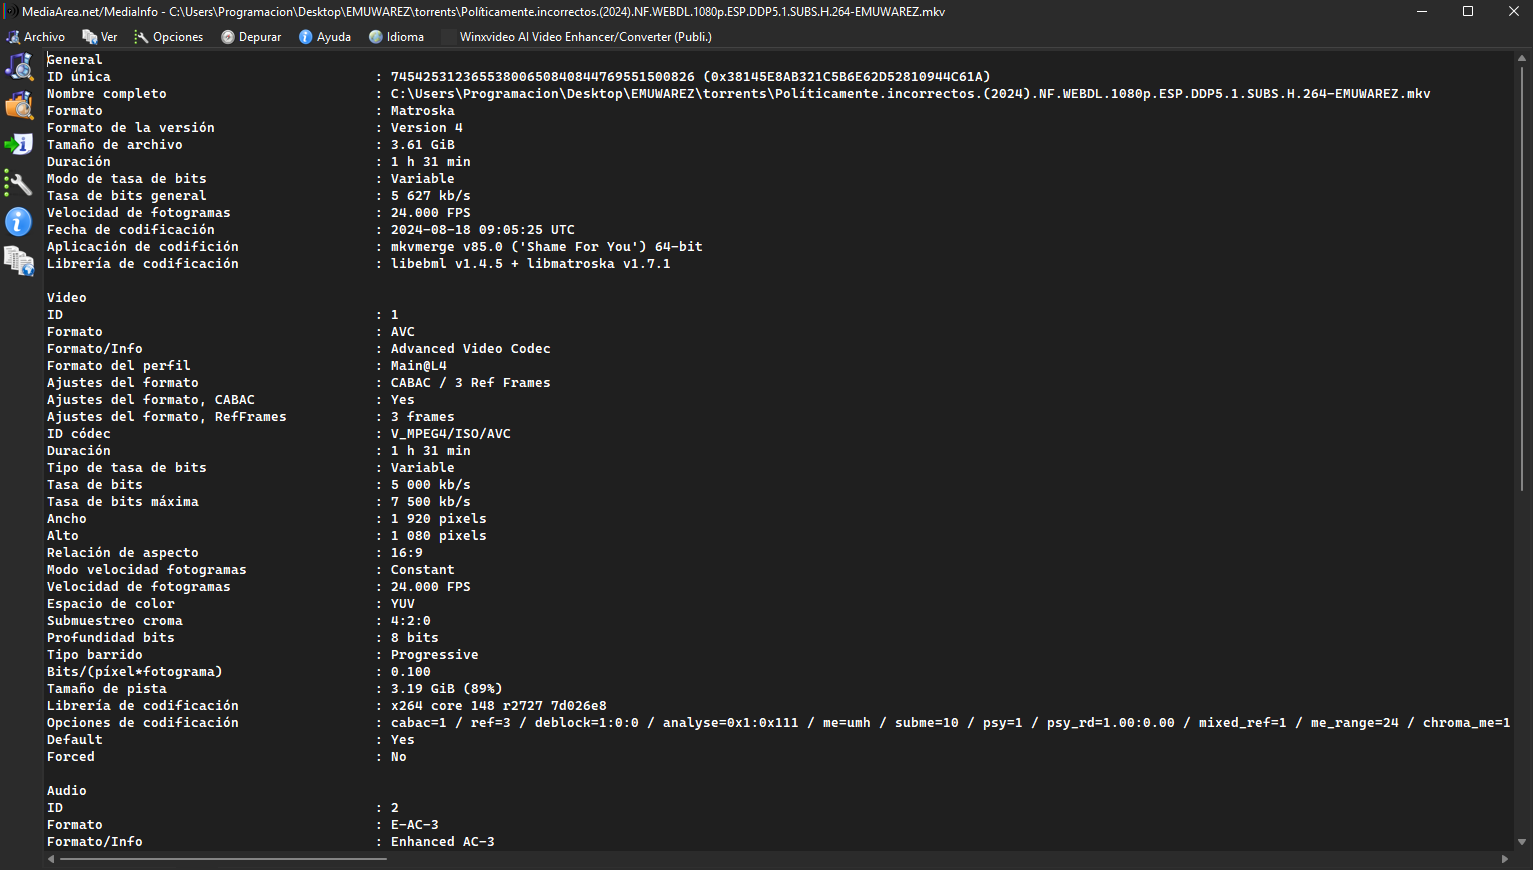 MediaArea.net/MediaInfo - C:\Users\Programacion\Desktop\EMUWAREZ\torrents\Políticamente.incorrectos.(2024).NF.WEBDL.1080p.ESP.DDP5.1.SUBS.H.264-EMUWAREZ.mkv
Archivo Ver Opciones Depurar Ayuda Idioma Winxvideo AI Video Enhancer/Converter (Publi.)
General
ID única : 74542531236553800650840844769551500826 (0x38145E8AB321C5B6E62D52810944C61A)
Nombre completo : C:\Users\Programacion\Desktop\EMUWAREZ\torrents\Políticamente.incorrectos.(2024).NF.WEBDL.1080p.ESP.DDP5.1.SUBS.H.264-EMUWAREZ.mkv
Formato : Matroska
Formato de la versión : Version 4
Tamaño de archivo : 3.61 GiB
Duración : 1 h 31 min
Modo de tasa de bits : Variable
Tasa de bits general : 5 627 kb/s
Velocidad de fotogramas : 24.000 FPS
Fecha de codificación : 2024-08-18 09:05:25 UTC
Aplicación de codifición : mkvmerge v85.0 ('Shame For You') 64-bit
Librería de codificación : libebml v1.4.5 + libmatroska v1.7.1
Video
ID : 1
Formato : AVC
Formato/Info : Advanced Video Codec
Formato del perfil : Main@L4
Ajustes del formato : CABAC / 3 Ref Frames
Ajustes del formato, CABAC : Yes
Ajustes del formato, RefFrames : 3 frames
ID códec : V_MPEG4/ISO/AVC
Duración : 1 h 31 min
Tipo de tasa de bits : Variable
Tasa de bits : 5 000 kb/s
Tasa de bits máxima : 7 500 kb/s
Ancho : 1 920 pixels
Alto : 1 080 pixels
Relación de aspecto : 16:9
Modo velocidad fotogramas : Constant
Velocidad de fotogramas : 24.000 FPS
Espacio de color : YUV
Submuestreo croma : 4:2:0
Profundidad bits : 8 bits
Tipo barrido : Progressive
Bits/(píxel*fotograma) : 0.100
Tamaño de pista : 3.19 GiB (89%)
Librería de codificación : x264 core 148 r2727 7d026e8
Opciones de codificación : cabac=1 / ref=3 / deblock=1:0:0 / analyse=0x1:0x111 / me=umh / subme=10 / psy=1 / psy_rd=1.00:0.00 / mixed_ref=1 / me_range=24 / chroma_me=1
Default : Yes
Forced : No
Audio
ID : 2
Formato : E-AC-3
Formato/Info : Enhanced AC-3